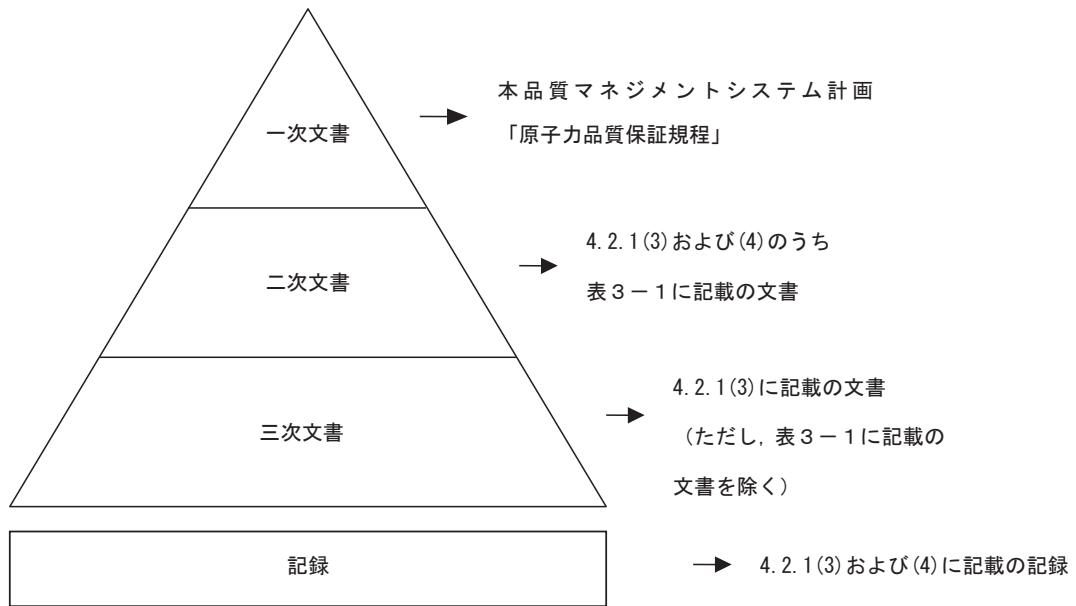 本品質マネジメントシステム計画
「原子力品質保証規程」
一次文書
4.2.1(3)および(4)のうち
表３－１に記載の文書
二次文書
4.2.1(3)に記載の文書
（ただし，表３－１に記載の
文書を除く）
三次文書
記録
4.2.1(3)および(4)に記載の記録